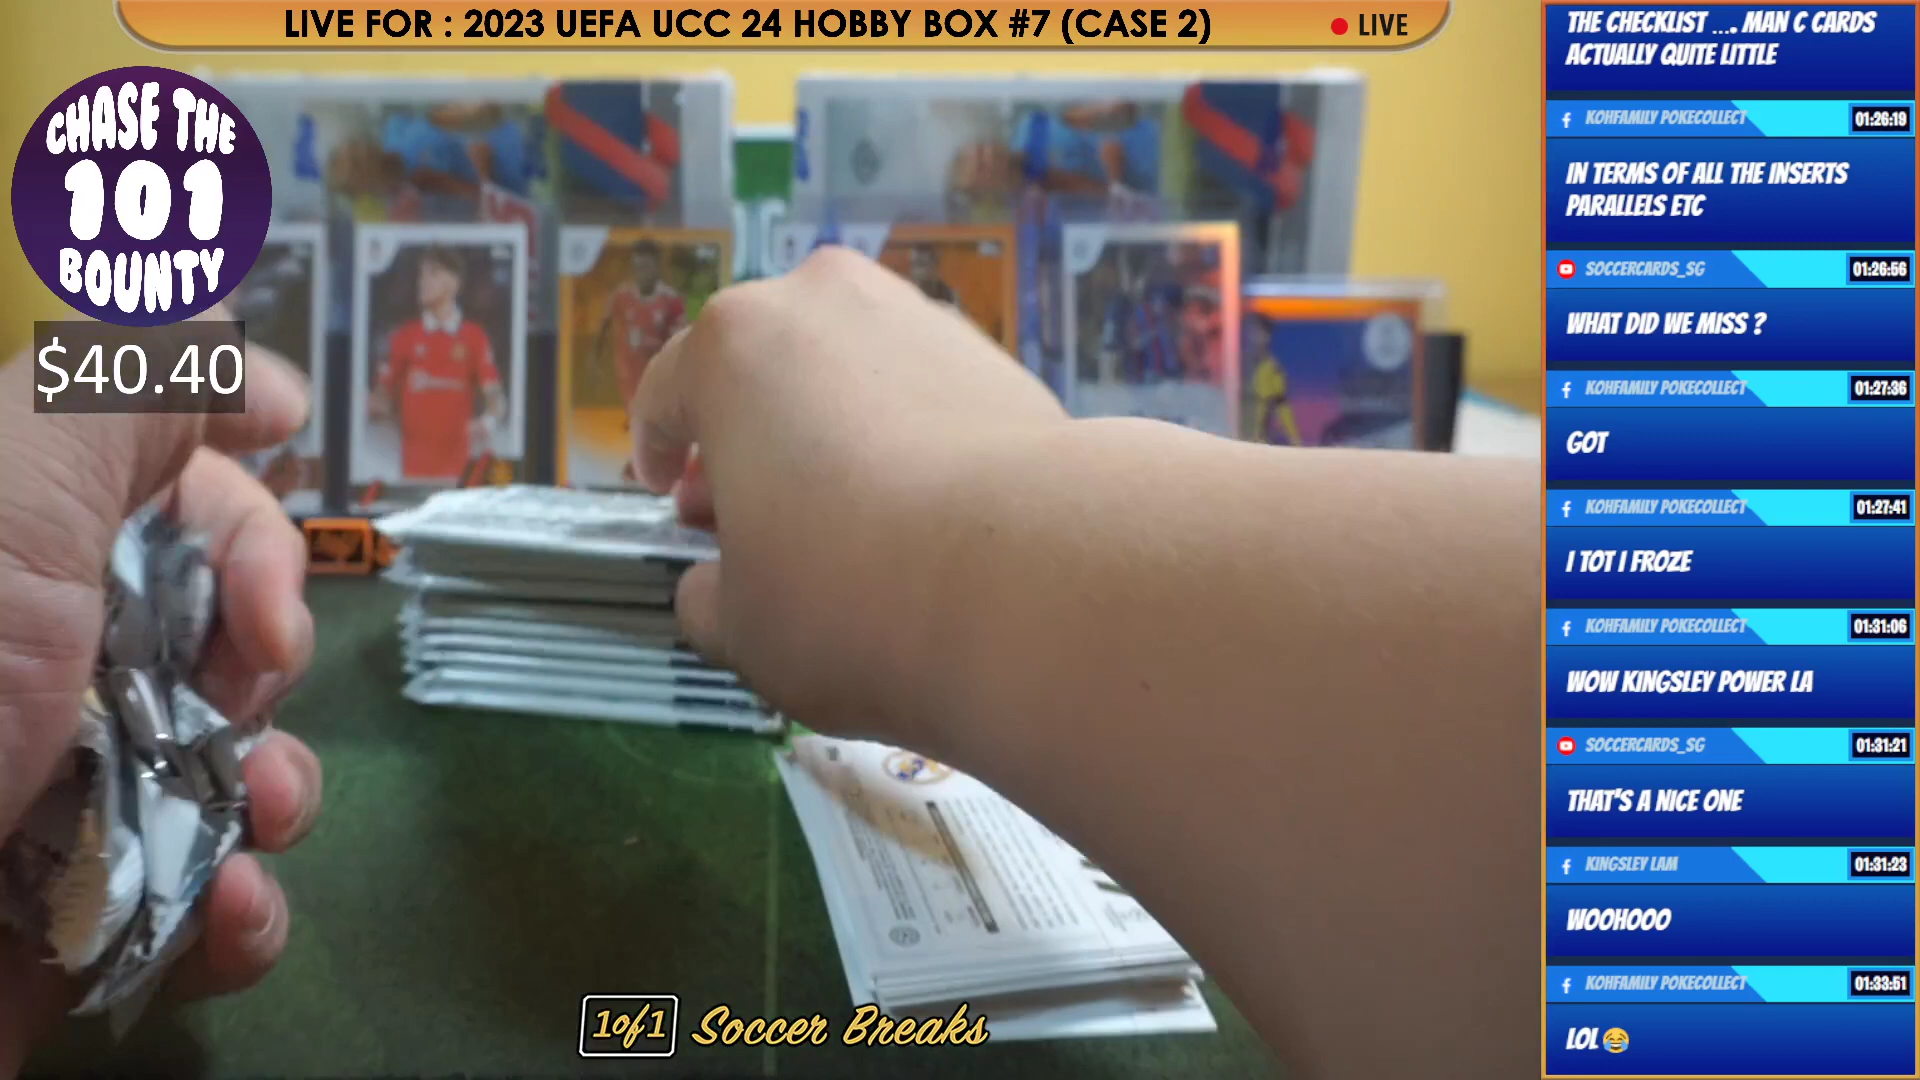 LIVE FOR : 2023 UEFA UCC 24 HOBBY BOX #7 (CASE 2)
LIVE
CHASE THE
101
BOUNTY
$40.40
1of1 Soccer Breaks
THE CHECKLIST .... MAN C CARDS
ACTUALLY QUITE LITTLE
KOHFAMILY POKECOLLECT 01:26:19
IN TERMS OF ALL THE INSERTS
PARALLELS ETC
SOCCERCARDS_SG 01:26:56
WHAT DID WE MISS ?
KOHFAMILY POKECOLLECT 01:27:36
GOT
KOHFAMILY POKECOLLECT 01:27:41
I TOT I FROZE
KOHFAMILY POKECOLLECT 01:31:06
WOW KINGSLEY POWER LA
SOCCERCARDS_SG 01:31:21
THAT'S A NICE ONE
KINGSLEY LAM 01:31:23
WOOHOOO
KOHFAMILY POKECOLLECT 01:33:51
LOL 😂